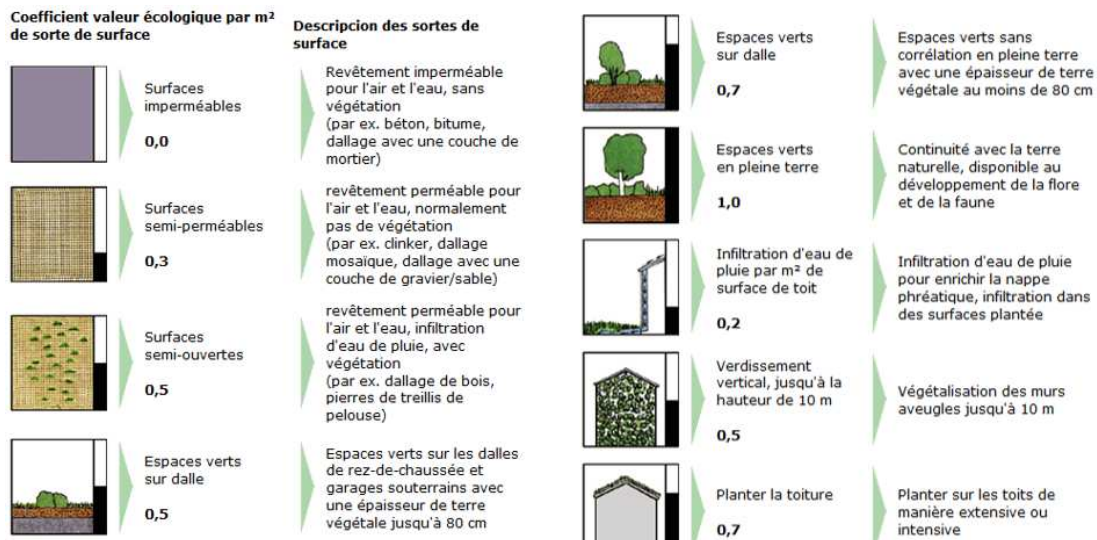 Coefficient valeur écologique par m²
de sorte de surface
Descripcion des sortes de
surface
Surfaces
imperméables
0,0
Revêtement imperméable
pour l'air et l'eau, sans
végétation
(par ex. béton, bitume,
dallage avec une couche de
mortier)
Surfaces
semi-perméables
0,3
revêtement perméable pour
l'air et l'eau, normalement
pas de végétation
(par ex. clinker, dallage
mosaïque, dallage avec une
couche de gravier/sable)
Surfaces
semi-ouvertes
0,5
revêtement perméable pour
l'air et l'eau, infiltration
d'eau de pluie, avec
végétation
(par ex. dallage de bois,
pierres de treillis de
pelouse)
Espaces verts
sur dalle
0,5
Espaces verts sur les dalles
de rez-de-chaussée et
garages souterrains avec
une épaisseur de terre
végétale jusqu'à 80 cm
Espaces verts
sur dalle
0,7
Espaces verts sans
corrélation en pleine terre
avec une épaisseur de terre
végétale au moins de 80 cm
Espaces verts
en pleine terre
1,0
Continuité avec la terre
naturelle, disponible au
développement de la flore
et de la faune
Infiltration d'eau de
pluie par m² de
surface de toit
0,2
Infiltration d'eau de pluie
pour enrichir la nappe
phréatique, infiltration dans
des surfaces plantée
Verdissement
vertical, jusqu'à la
hauteur de 10 m
0,5
Végétalisation des murs
aveugles jusqu'à 10 m
Planter la toiture
0,7
Planter sur les toits de
manière extensive ou
intensive